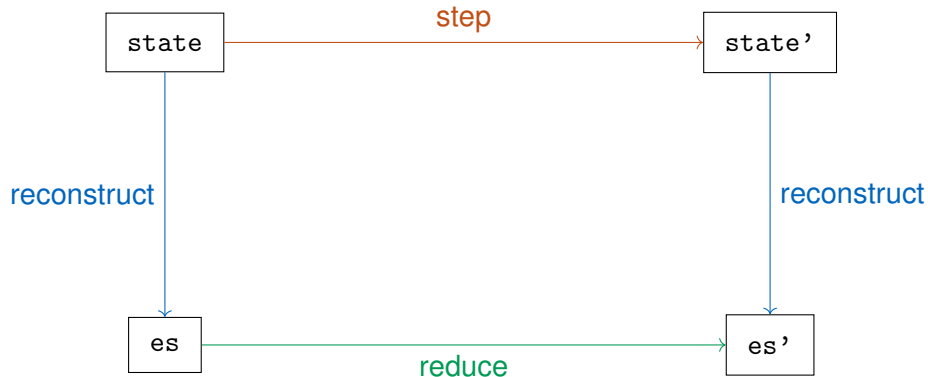 step
state
state'
reconstruct
reconstruct
es
es'
reduce